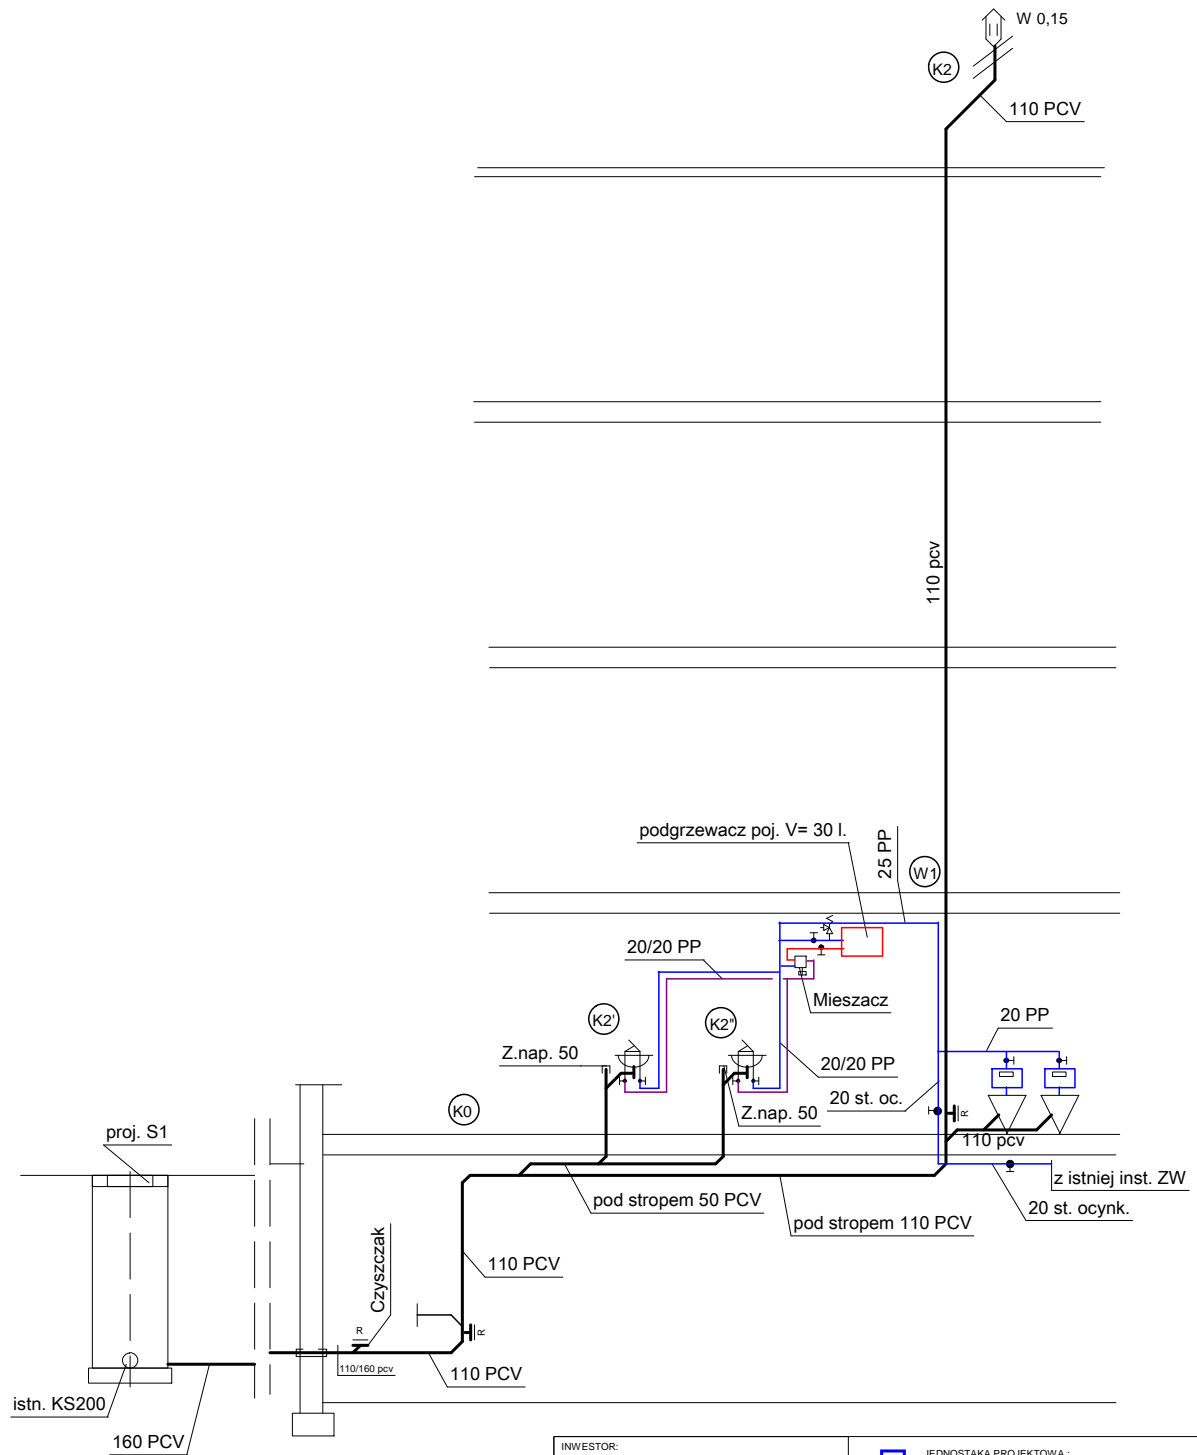 W 0,15
K2
110 PCV
110 pcv
podgrzewacz poj. V= 30 l.
25 PP
W1
20/20 PP
Mieszacz
K2'
K2"
20 PP
Z.nap. 50
20/20 PP
20 st. oc.
Z.nap. 50
K0
R
proj. S1
110 pcv
z istniej inst. ZW
pod stropem 50 PCV
20 st. ocynk.
pod stropem 110 PCV
Czyszczak
110 PCV
R
R
110/160 pcv
110 PCV
istn. KS200
160 PCV
INWESTOR:
JEDNOSTAKA PROJEKTOWA :